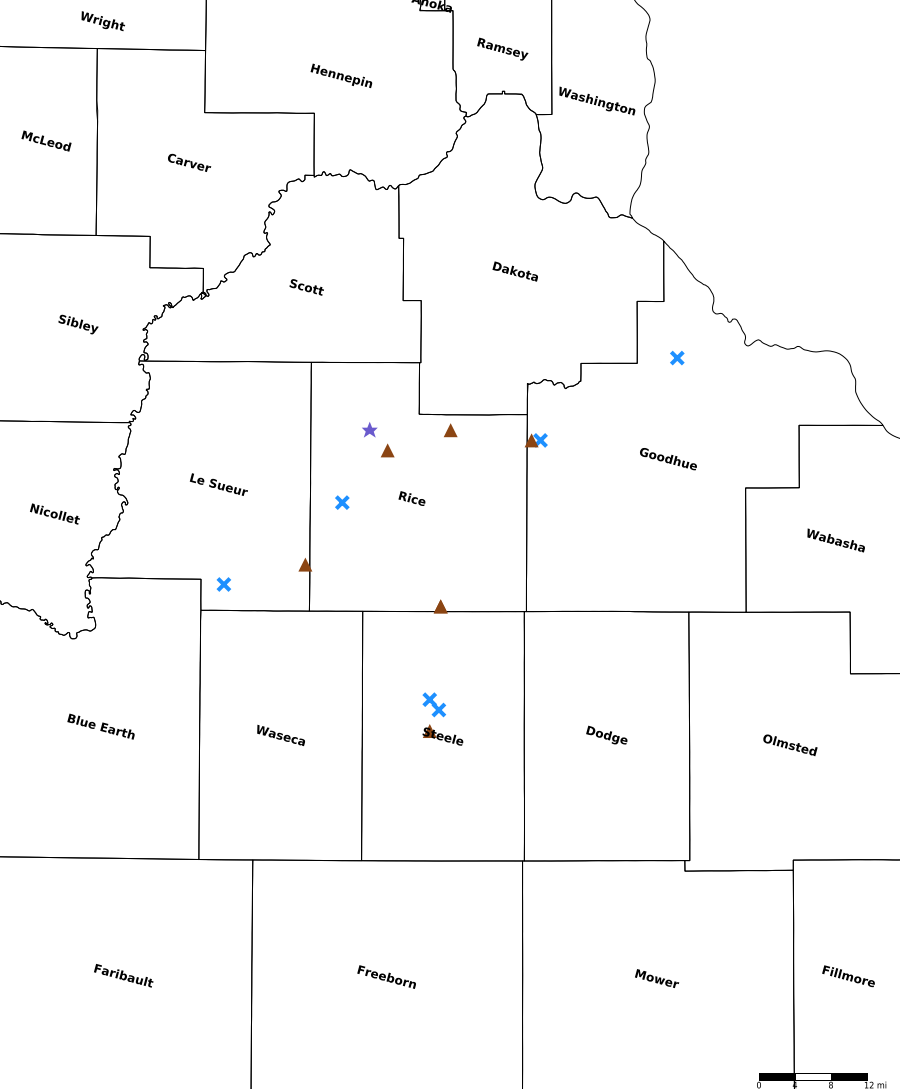 Anoka
Wright
Ramsey
Hennepin
Washington
McLeod
Carver
Dakota
Scott
Sibley
Goodhue
Le Sueur
Rice
Nicollet
Wabasha
Blue Earth
Waseca
Steele
Dodge
Olmsted
Faribault
Freeborn
Mower
Fillmore
0 4 8 12 mi